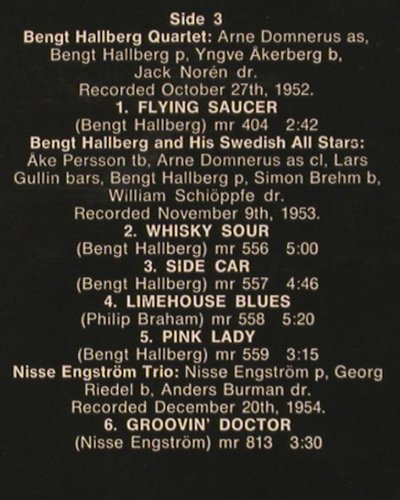 Side 3
Bengt Hallberg Quartet: Arne Domnerus as,
Bengt Hallberg p, Yngve Åkerberg b,
Jack Norén dr.
Recorded October 27th, 1952.
1. FLYING SAUCER
(Bengt Hallberg) mr 404 2:42
Bengt Hallberg and His Swedish All Stars:
Åke Persson tb, Arne Domnerus as cl, Lars
Gullin bars, Bengt Hallberg p, Simon Brehm b,
William Schiöppfe dr.
Recorded November 9th, 1953.
2. WHISKY SOUR
(Bengt Hallberg) mr 556 5:00
3. SIDE CAR
(Bengt Hallberg) mr 557 4:46
4. LIMEHOUSE BLUES
(Philip Braham) mr 558 5:20
5. PINK LADY
(Bengt Hallberg) mr 559 3:15
Nisse Engström Trio: Nisse Engström p, Georg
Riedel b, Anders Burman dr.
Recorded December 20th, 1954.
6. GROOVIN' DOCTOR
(Nisse Engström) mr 813 3:30